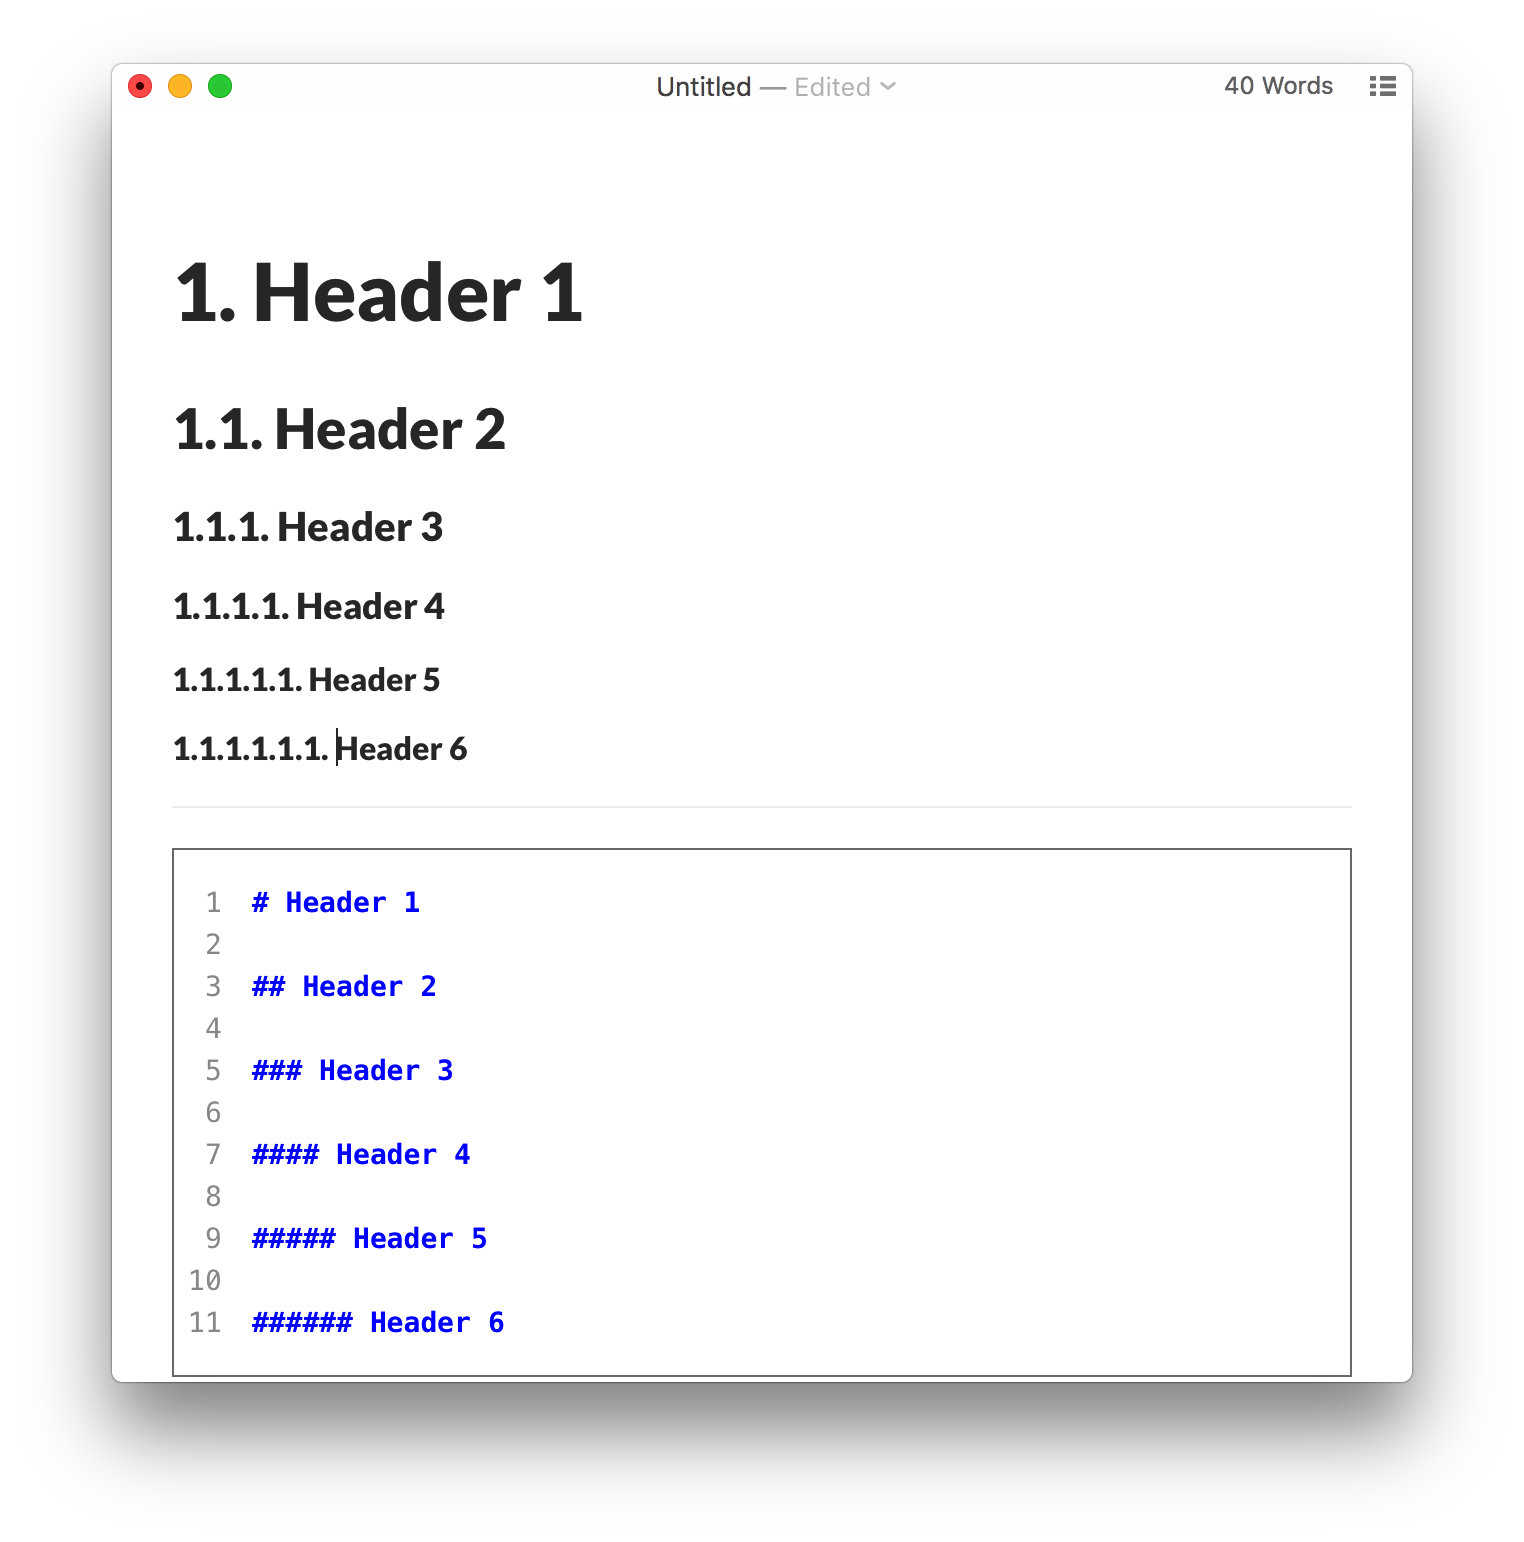 Untitled — Edited
40 Words
1. Header 1
1.1. Header 2
1.1.1. Header 3
1.1.1.1. Header 4
1.1.1.1.1. Header 5
1.1.1.1.1.1. Header 6
1 # Header 1
2
3 ## Header 2
4
5 ### Header 3
6
7 #### Header 4
8
9 ##### Header 5
10
11 ###### Header 6